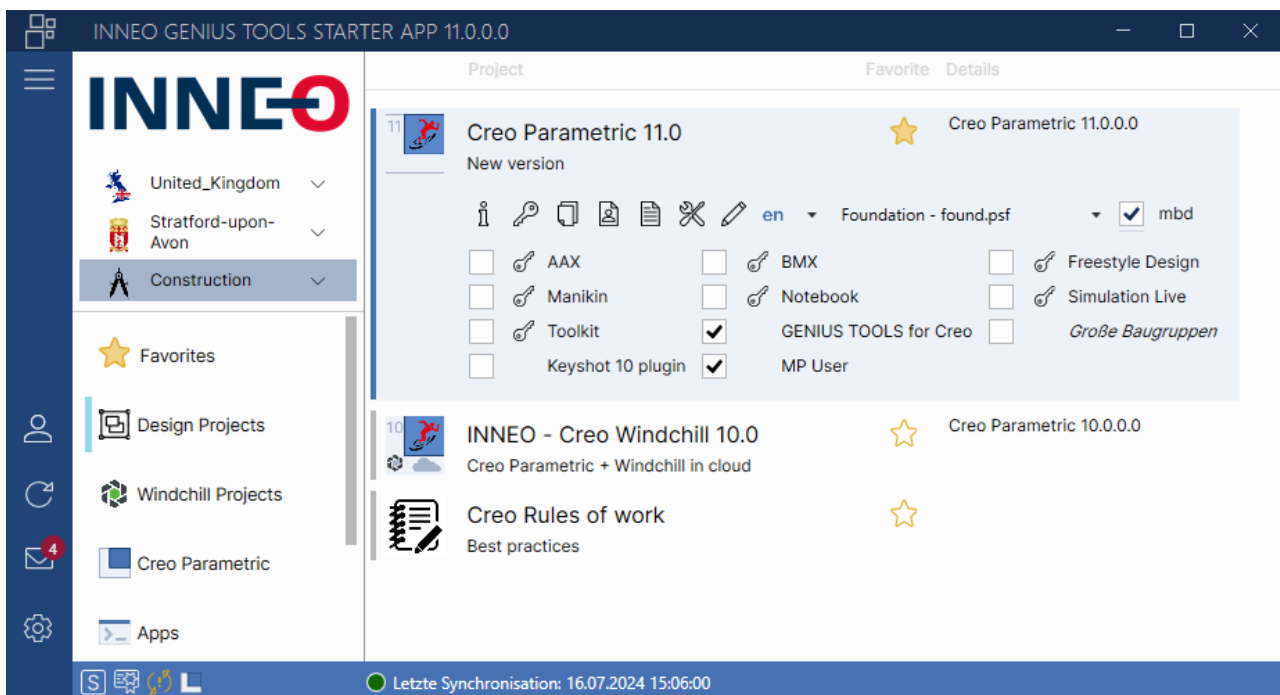 INNEO GENIUS TOOLS STARTER APP 11.0.0.0
INNEO
United_Kingdom
Stratford-upon-
Avon
Construction
Favorites
Design Projects
Windchill Projects
Creo Parametric
Apps
4
Project Favorite Details
11
Creo Parametric 11.0
New version
Creo Parametric 11.0.0.0
en Foundation - found.psf mbd
AAX BMX Freestyle Design
Manikin Notebook Simulation Live
Toolkit GENIUS TOOLS for Creo Große Baugruppen
Keyshot 10 plugin MP User
10
INNEO - Creo Windchill 10.0
Creo Parametric + Windchill in cloud
Creo Parametric 10.0.0.0
Creo Rules of work
Best practices
S
Letzte Synchronisation: 16.07.2024 15:06:00